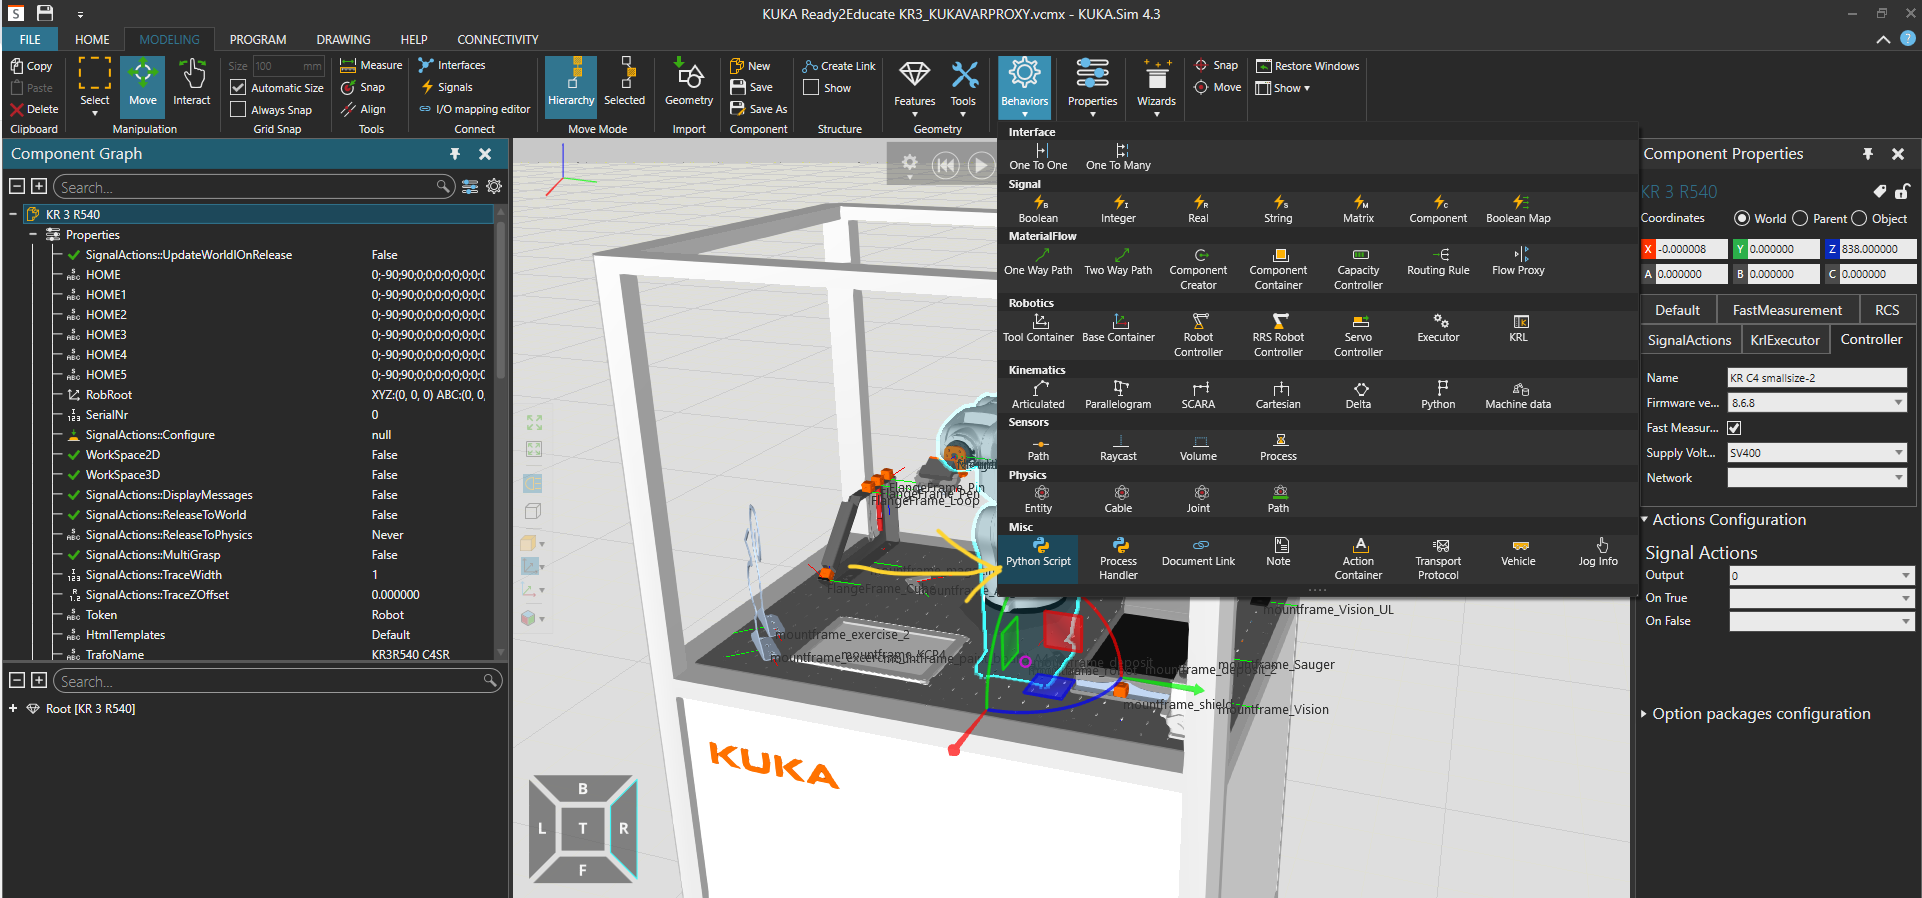 KUKA Ready2Educate KR3_KUKAVARPROXY.vcmx - KUKA.Sim 4.3
FILE HOME MODELING PROGRAM DRAWING HELP CONNECTIVITY
Copy
Paste
Delete
Clipboard
Select
Move
Interact
Manipulation
Size 100 mm
Automatic Size
Always Snap
Grid Snap
Measure
Snap
Align
Tools
Interfaces
Signals
I/O mapping editor
Connect
Hierarchy
Selected
Move Mode
Geometry
Import
New
Save
Save As
Component
Create Link
Show
Structure
Features
Tools
Geometry
Behaviors
Properties
Wizards
Snap
Move
Restore Windows
Show
Component Graph
Search...
KR 3 R540
Properties
SignalActions::UpdateWorldIOnRelease False
HOME 0;-90;90;0;0;0;0;0;0;0;
HOME1 0;-90;90;0;0;0;0;0;0;0;
HOME2 0;-90;90;0;0;0;0;0;0;0;
HOME3 0;-90;90;0;0;0;0;0;0;0;
HOME4 0;-90;90;0;0;0;0;0;0;0;
HOME5 0;-90;90;0;0;0;0;0;0;0;
RobRoot XYZ:(0, 0, 0) ABC:(0, 0,
SerialNr 0
SignalActions::Configure null
WorkSpace2D False
WorkSpace3D False
SignalActions::DisplayMessages False
SignalActions::ReleaseToWorld False
SignalActions::ReleaseToPhysics Never
SignalActions::MultiGrasp False
SignalActions::TraceWidth 1
SignalActions::TraceZOffset 0.000000
Token Robot
HtmlTemplates Default
TrafoName KR3R540 C4SR
Search...
Root [KR 3 R540]
FlangeFrame_Pin
FlangeFrame_Pen
FlangeFrame_Loop
mountframe_exercise_2
mountframe_KCP4
mountframe_deposit
mountframe_deposit_2
mountframe_shield
mountframe_Vision
mountframe_Sauger
mountframe_Vision_UL
KUKA
B
L T R
F
Interface
One To One
One To Many
Signal
Boolean
Integer
Real
String
Matrix
Component
Boolean Map
MaterialFlow
One Way Path
Two Way Path
Component Creator
Component Container
Capacity Controller
Routing Rule
Flow Proxy
Robotics
Tool Container
Base Container
Robot Controller
RRS Robot Controller
Servo Controller
Executor
KRL
Kinematics
Articulated
Parallelogram
SCARA
Cartesian
Delta
Python
Machine data
Sensors
Path
Raycast
Volume
Process
Physics
Entity
Cable
Joint
Path
Misc
Python Script
Process Handler
Document Link
Note
Action Container
Transport Protocol
Vehicle
Jog Info
Component Properties
KR 3 R540
Coordinates World Parent Object
X -0.000008 Y 0.000000 Z 838.000000
A 0.000000 B 0.000000 C 0.000000
Default FastMeasurement RCS
SignalActions KrlExecutor Controller
Name KR C4 smallsize-2
Firmware ve... 8.6.8
Fast Measur...
Supply Volt... SV400
Network
Actions Configuration
Signal Actions
Output 0
On True
On False
Option packages configuration